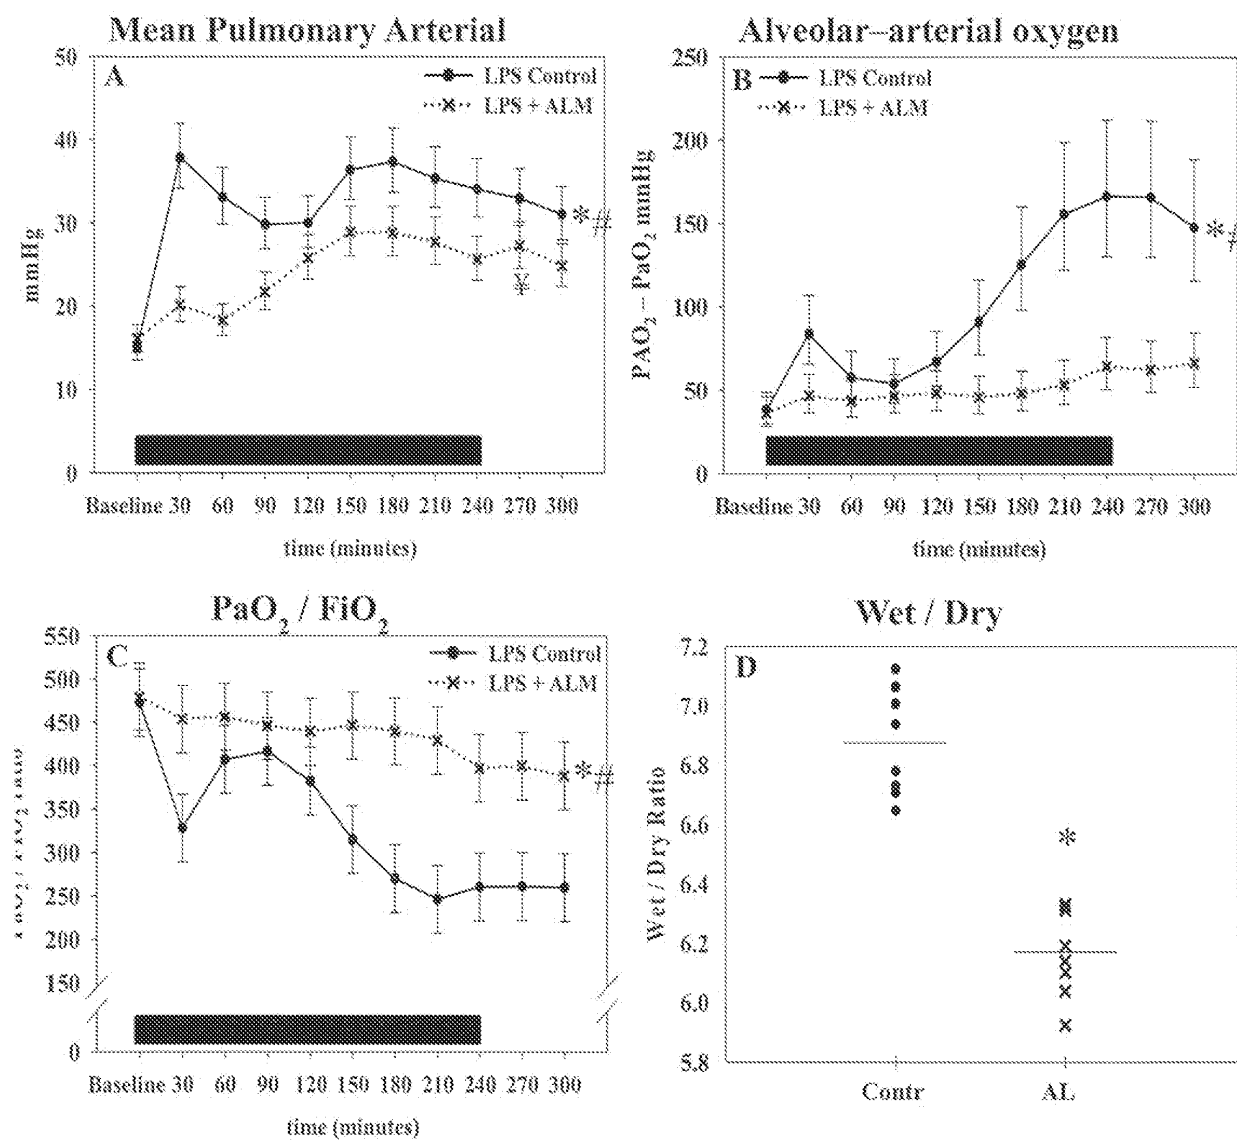 Mean Pulmonary Arterial
A
LPS Control
LPS + ALM
50
40
30
20
10
0
mmHg
*#
¥
Baseline 30 60 90 120 150 180 210 240 270 300
time (minutes)
Alveolar–arterial oxygen
B
LPS Control
LPS + ALM
250
200
150
100
50
0
PAO₂ – PaO₂ mmHg
*#
Baseline 30 60 90 120 150 180 210 240 270 300
time (minutes)
PaO₂ / FiO₂
C
LPS Control
LPS + ALM
550
500
450
400
350
300
250
200
150
0
*#
Baseline 30 60 90 120 150 180 210 240 270 300
time (minutes)
Wet / Dry
D
7.2
7.0
6.8
6.6
6.4
6.2
6.0
5.8
Wet / Dry Ratio
*
Contr AL